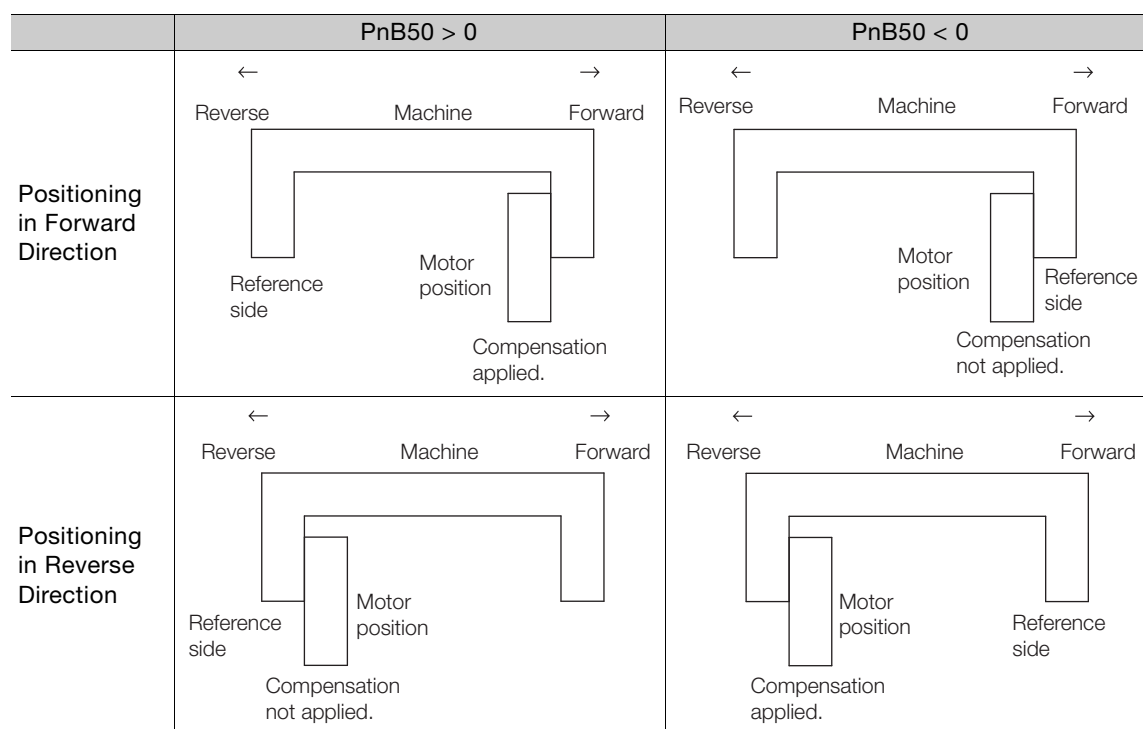 PnB50 > 0
PnB50 < 0
Positioning
in Forward
Direction
← →
Reverse Machine Forward
Reference
side
Motor
position
Compensation
applied.
← →
Reverse Machine Forward
Motor
position
Reference
side
Compensation
not applied.
Positioning
in Reverse
Direction
← →
Reverse Machine Forward
Reference
side
Motor
position
Compensation
not applied.
← →
Reverse Machine Forward
Motor
position
Reference
side
Compensation
applied.